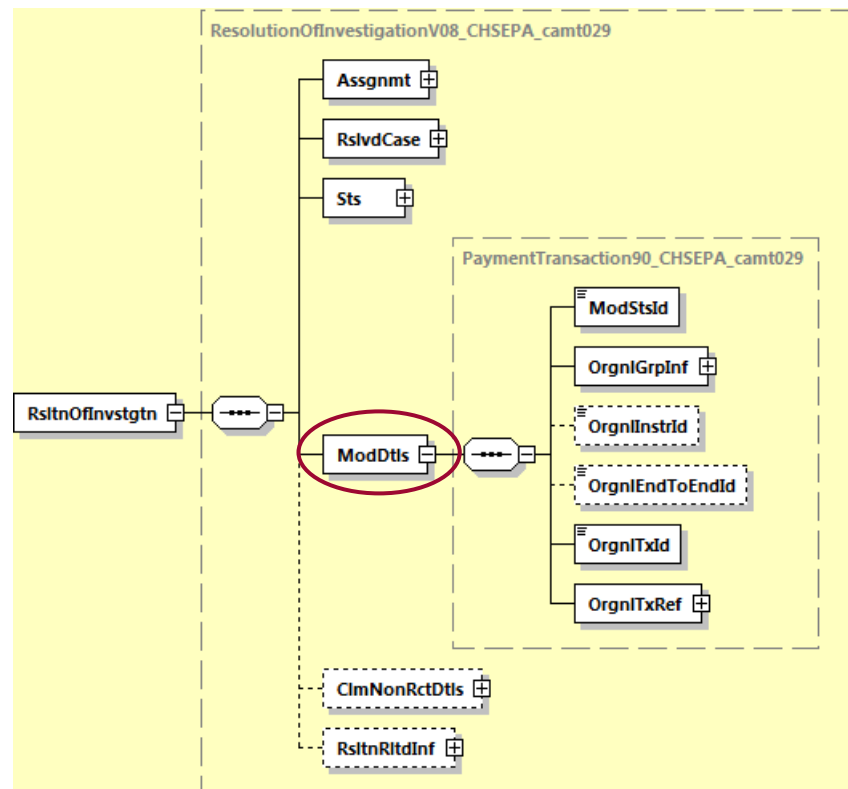 ResolutionOfInvestigationV08_CHSEPA_camt029
Assgnmt
RslvdCase
Sts
PaymentTransaction90_CHSEPA_camt029
ModStsId
OrgnlGrpInf
RsltnOfInvstgtn
OrgnlInstrId
ModDtls
OrgnlEndToEndId
OrgnlTxId
OrgnlTxRef
ClmNonRctDtls
RsltnRltdInf